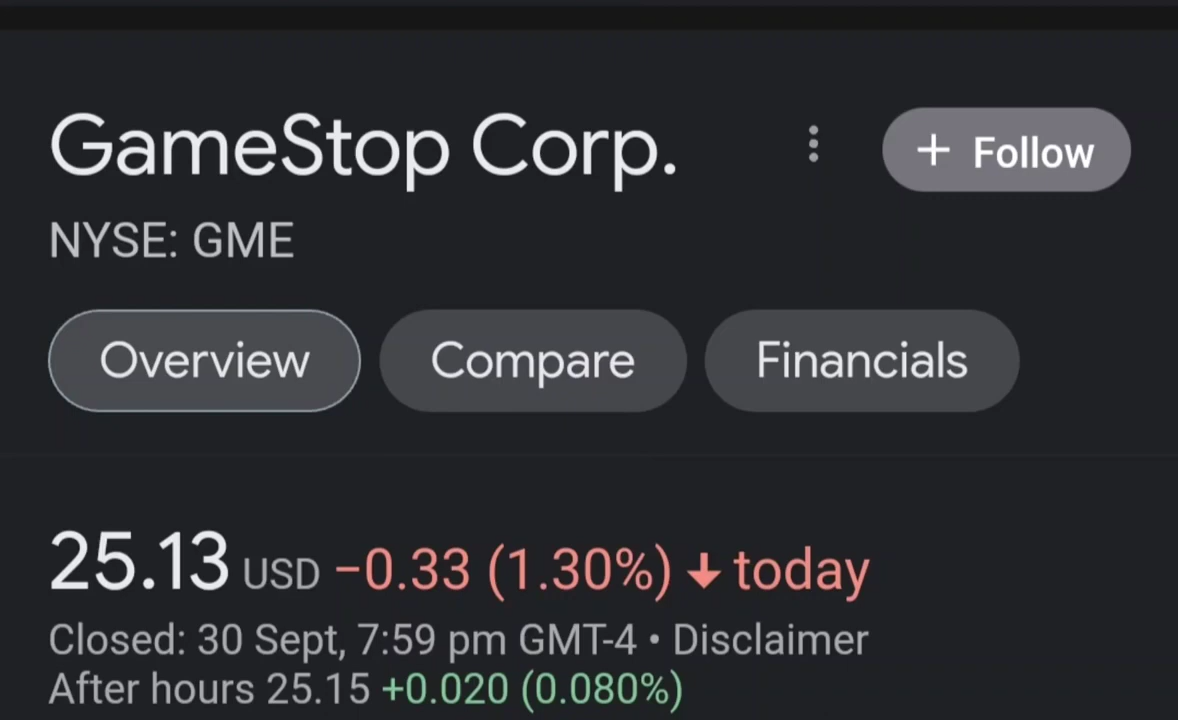 GameStop Corp.
+ Follow
NYSE: GME
Overview Compare Financials
25.13 USD −0.33 (1.30%) ↓ today
Closed: 30 Sept, 7:59 pm GMT-4 • Disclaimer
After hours 25.15 +0.020 (0.080%)